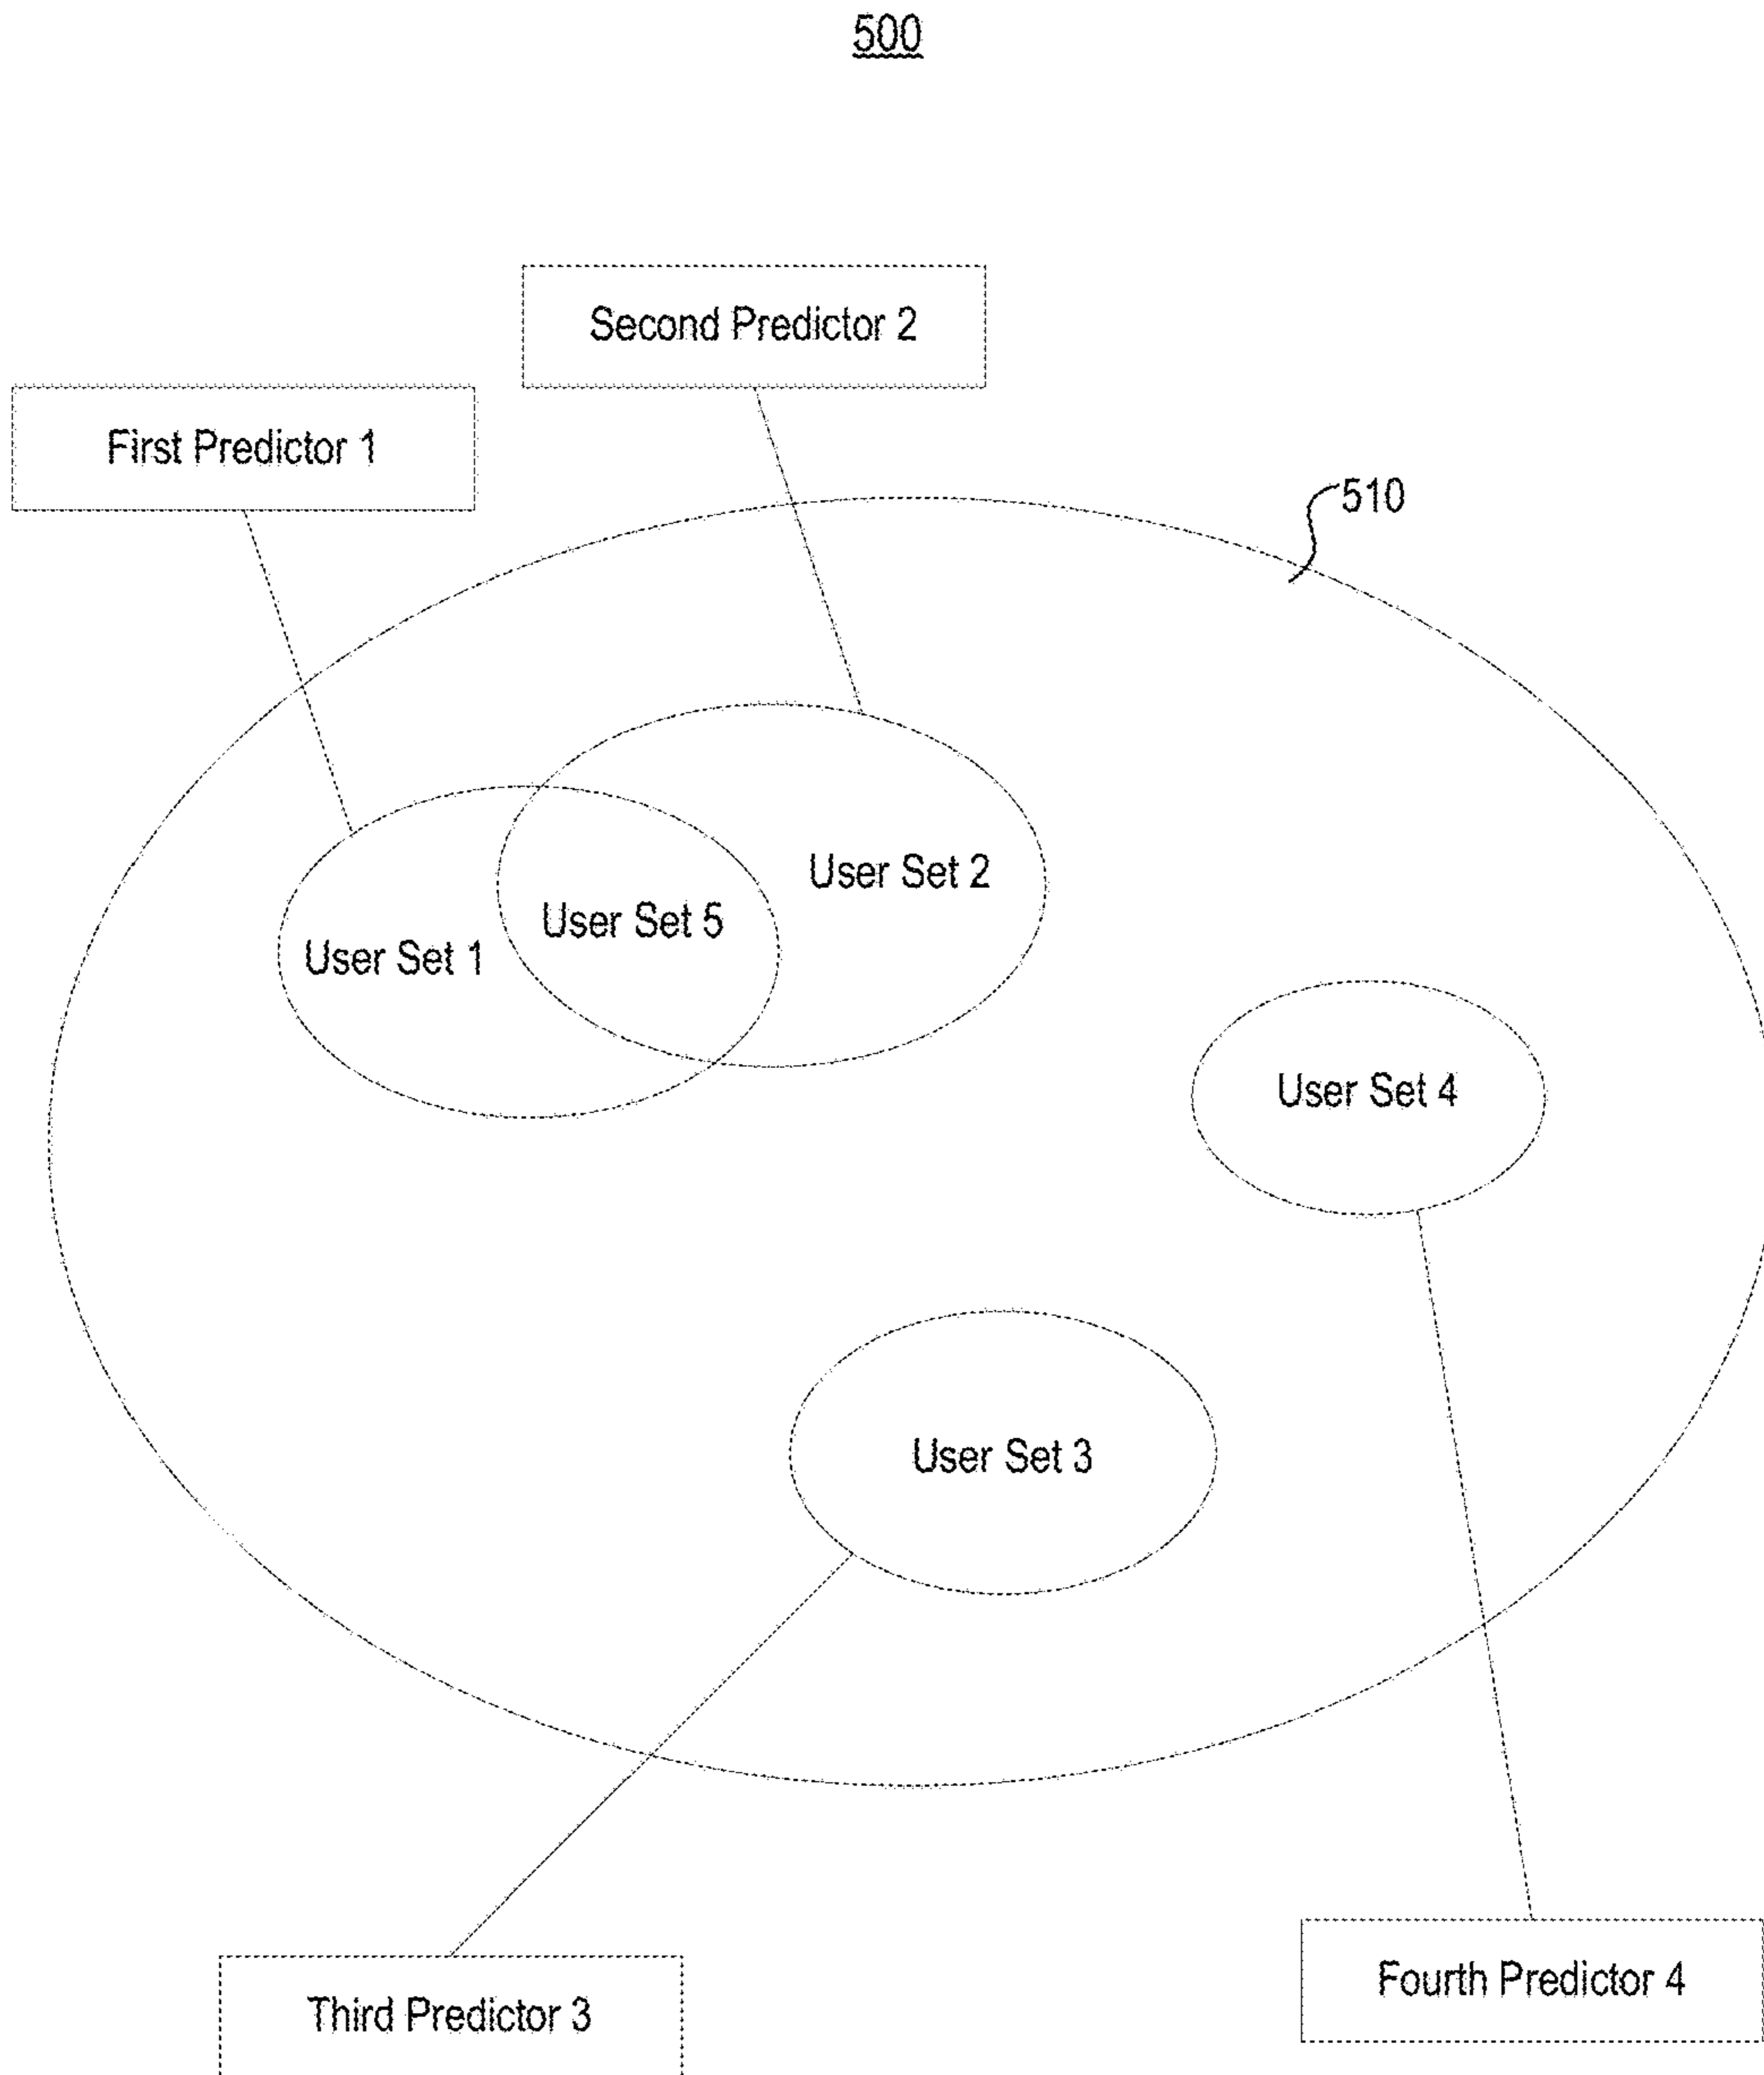 500
Second Predictor 2
First Predictor 1
510
User Set 2
User Set 5
User Set 1
User Set 4
User Set 3
Fourth Predictor 4
Third Predictor 3